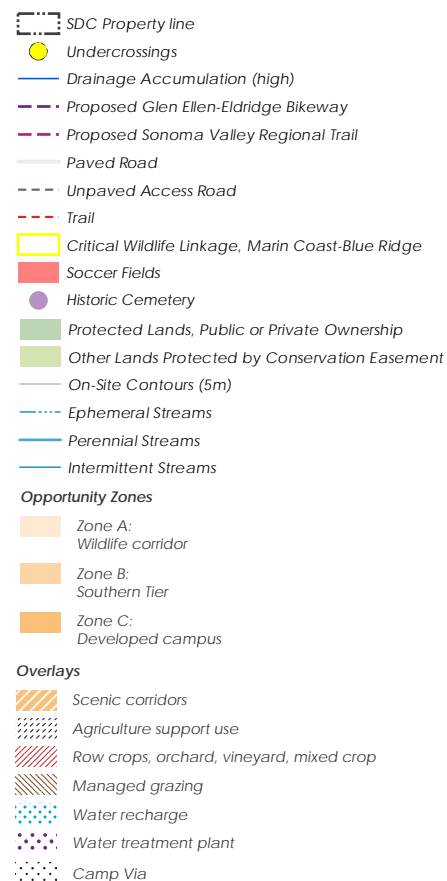 SDC Property line
Undercrossings
Drainage Accumulation (high)
Proposed Glen Ellen-Eldridge Bikeway
Proposed Sonoma Valley Regional Trail
Paved Road
Unpaved Access Road
Trail
Critical Wildlife Linkage, Marin Coast-Blue Ridge
Soccer Fields
Historic Cemetery
Protected Lands, Public or Private Ownership
Other Lands Protected by Conservation Easement
On-Site Contours (5m)
Ephemeral Streams
Perennial Streams
Intermittent Streams
Opportunity Zones
Zone A:
Wildlife corridor
Zone B:
Southern Tier
Zone C:
Developed campus
Overlays
Scenic corridors
Agriculture support use
Row crops, orchard, vineyard, mixed crop
Managed grazing
Water recharge
Water treatment plant
Camp Via